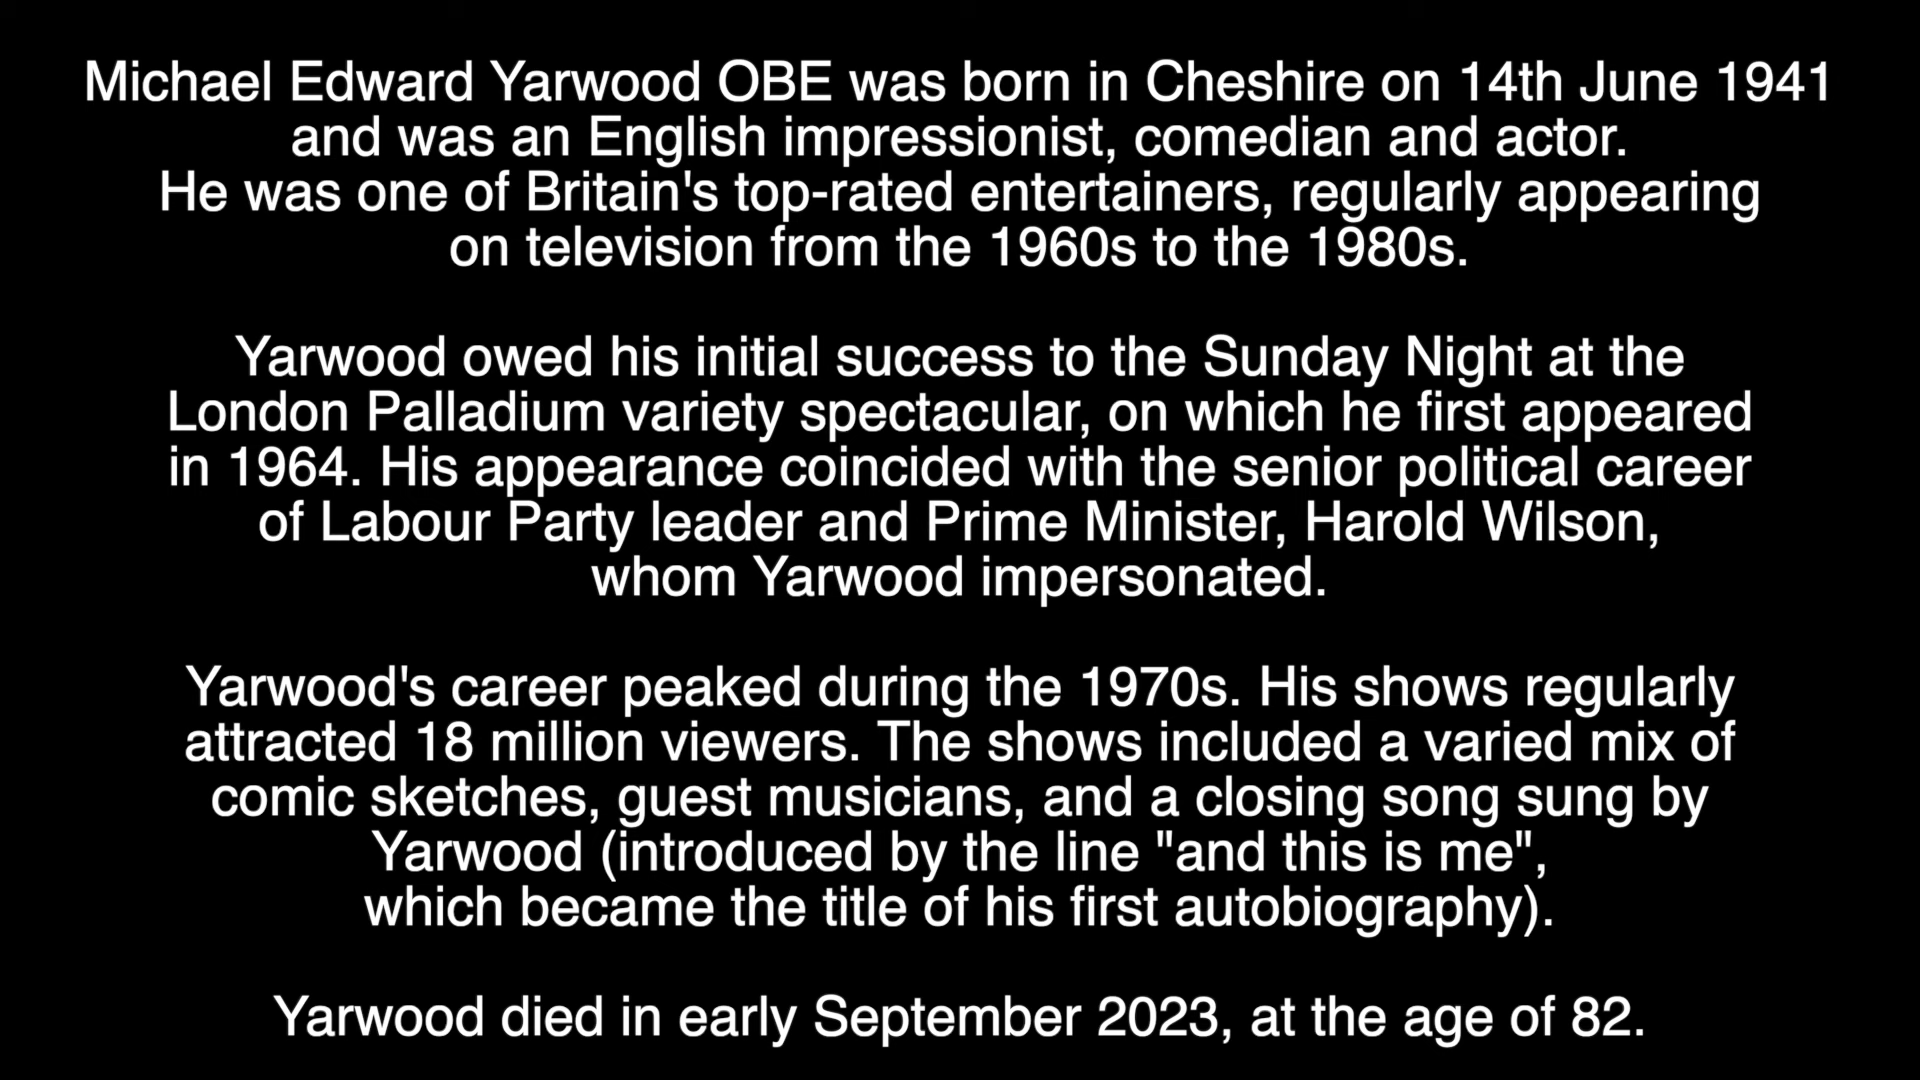 Michael Edward Yarwood OBE was born in Cheshire on 14th June 1941
and was an English impressionist, comedian and actor.
He was one of Britain's top-rated entertainers, regularly appearing
on television from the 1960s to the 1980s.
Yarwood owed his initial success to the Sunday Night at the
London Palladium variety spectacular, on which he first appeared
in 1964. His appearance coincided with the senior political career
of Labour Party leader and Prime Minister, Harold Wilson,
whom Yarwood impersonated.
Yarwood's career peaked during the 1970s. His shows regularly
attracted 18 million viewers. The shows included a varied mix of
comic sketches, guest musicians, and a closing song sung by
Yarwood (introduced by the line "and this is me",
which became the title of his first autobiography).
Yarwood died in early September 2023, at the age of 82.